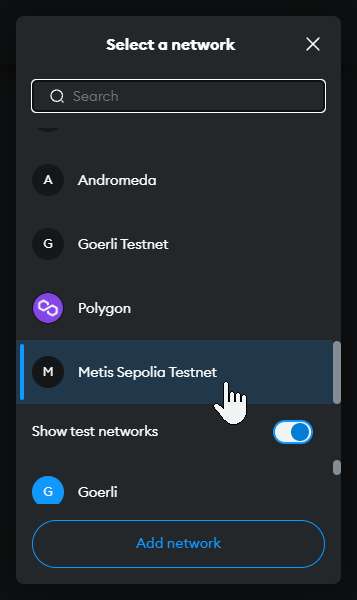 Select a network
Search
A Andromeda
G Goerli Testnet
Polygon
M Metis Sepolia Testnet
Show test networks
G Goerli
Add network